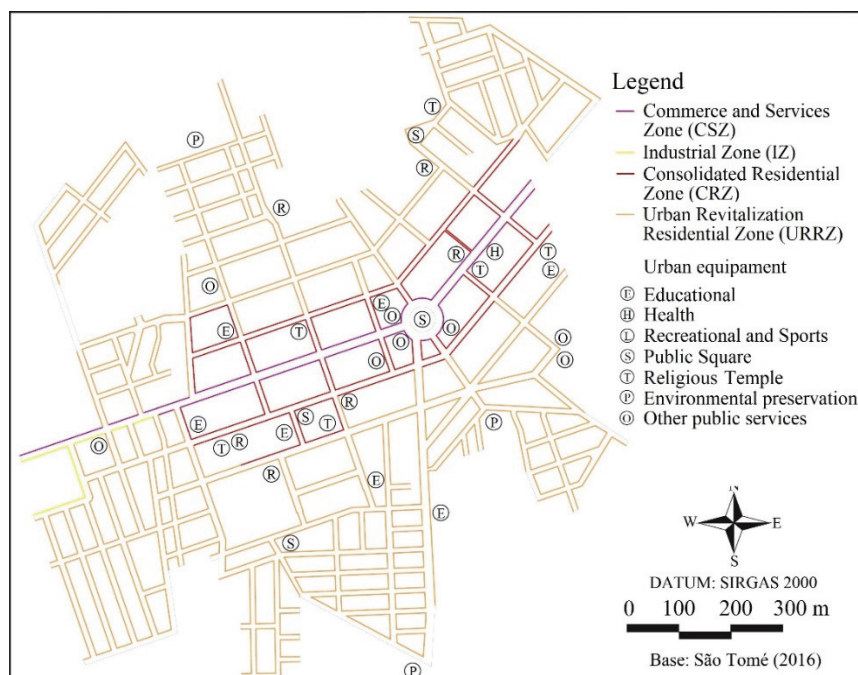 Legend
Commerce and Services
Zone (CSZ)
Industrial Zone (IZ)
Consolidated Residential
Zone (CRZ)
Urban Revitalization
Residential Zone (URRZ)
Urban equipament
Ⓔ Educational
Ⓗ Health
Ⓛ Recreational and Sports
Ⓢ Public Square
Ⓣ Religious Temple
Ⓟ Environmental preservation
Ⓞ Other public services
T
S
P
R
R
R
H
T
T
E
O
E
O
S
E
T
O
O
O
O
O
R
S
E
T
P
E
O
T
R
R
E
E
S
P
N
W E
S
DATUM: SIRGAS 2000
0 100 200 300 m
Base: São Tomé (2016)